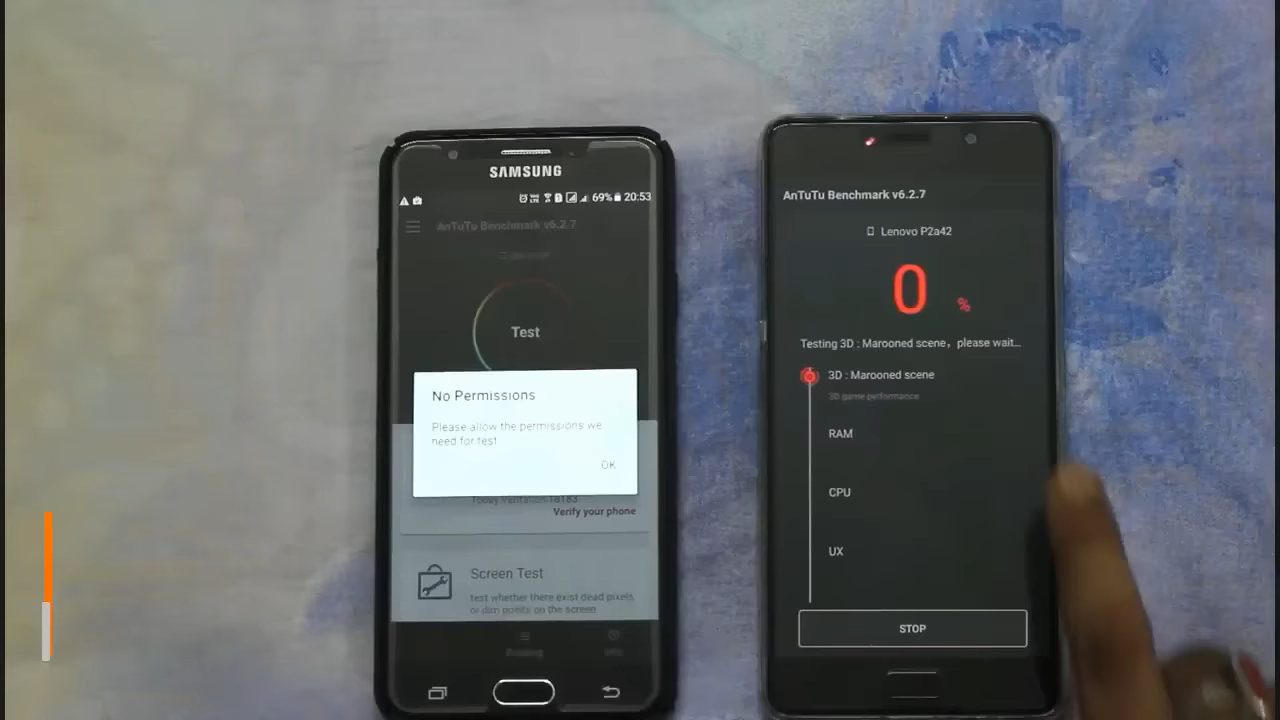 SAMSUNG
69% 20:53
AnTuTu Benchmark v6.2.7
Test
No Permissions
Please allow the permissions we
need for test
OK
Verify your phone
Screen Test
test whether there exist dead pixels
or dim points on the screen
Ranking
AnTuTu Benchmark v6.2.7
Lenovo P2a42
0 %
Testing 3D : Marooned scene, please wait...
3D : Marooned scene
3D game performance
RAM
CPU
UX
STOP